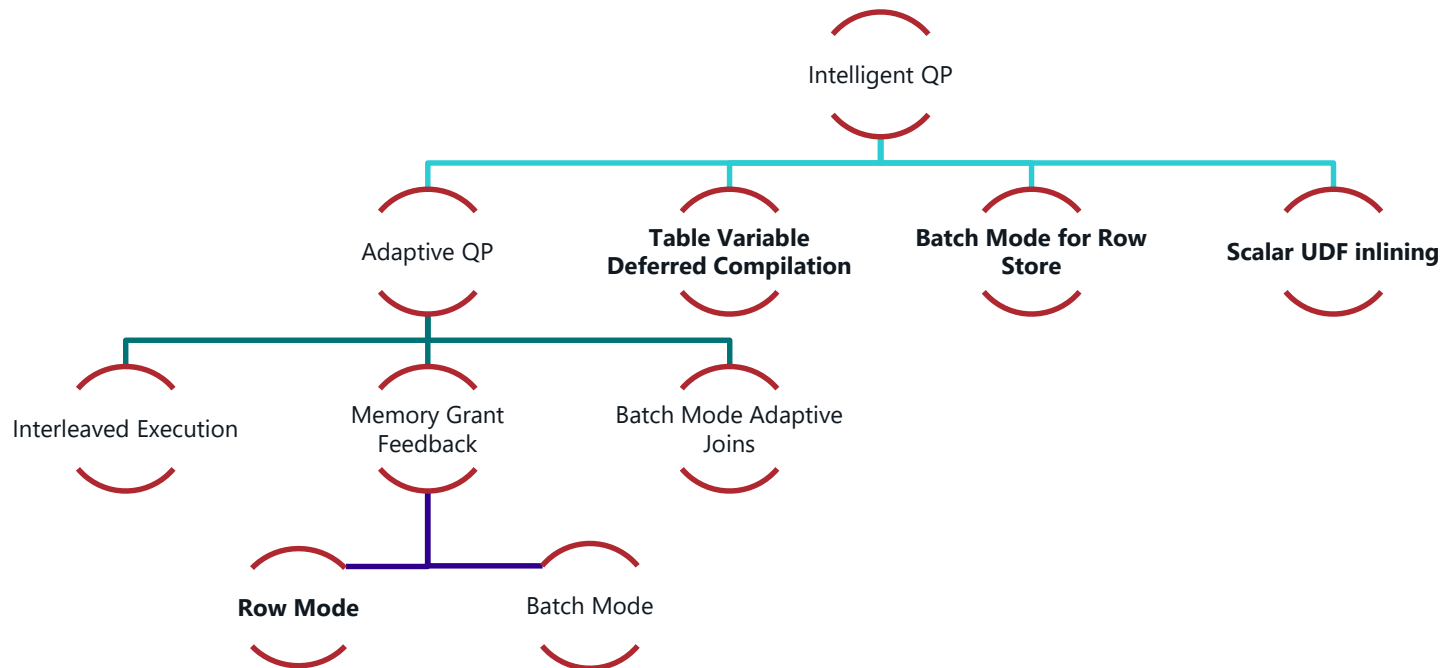 Intelligent QP
Adaptive QP
Table Variable
Deferred Compilation
Batch Mode for Row
Store
Scalar UDF inlining
Interleaved Execution
Memory Grant
Feedback
Batch Mode Adaptive
Joins
Row Mode
Batch Mode